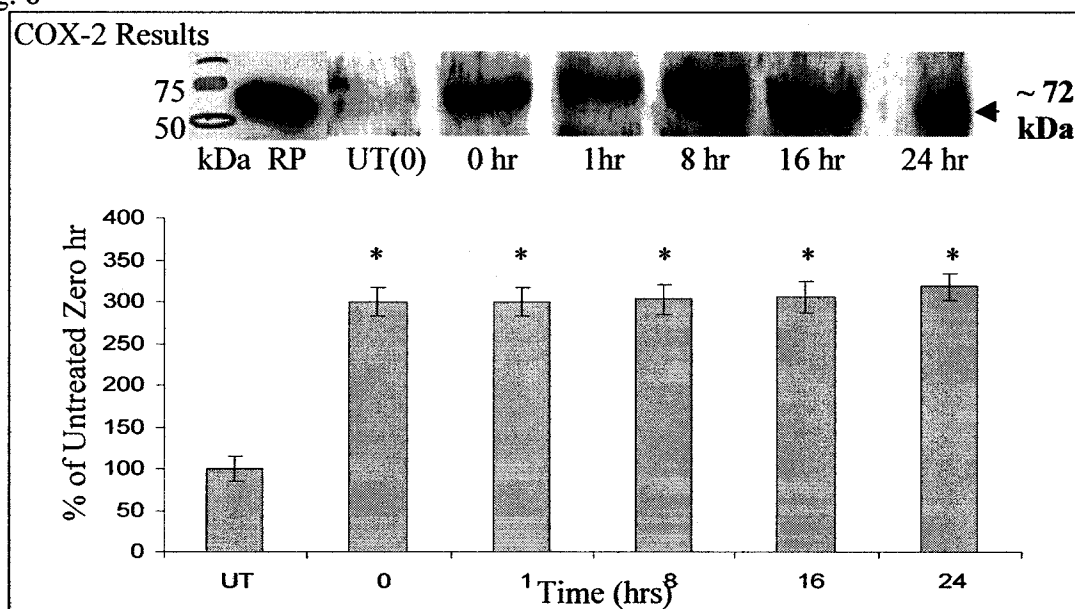 g. 6
COX-2 Results
75
50
~ 72
kDa
kDa RP UT(0) 0 hr 1hr 8 hr 16 hr 24 hr
% of Untreated Zero hr
400
350
300
250
200
150
100
50
0
* * * * *
UT 0 1 8 16 24
Time (hrs)